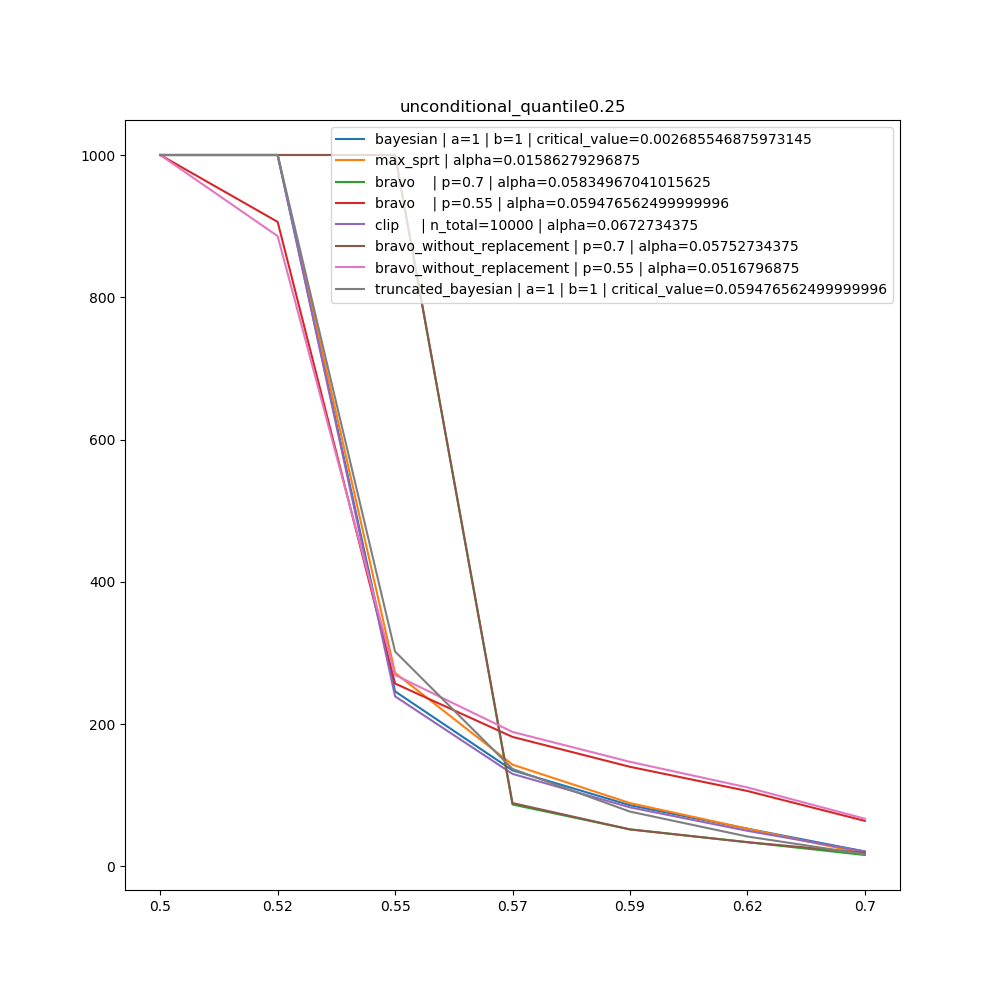 unconditional_quantile0.25
bayesian | a=1 | b=1 | critical_value=0.002685546875973145
max_sprt | alpha=0.01586279296875
bravo | p=0.7 | alpha=0.05834967041015625
bravo | p=0.55 | alpha=0.059476562499999996
clip | n_total=10000 | alpha=0.0672734375
bravo_without_replacement | p=0.7 | alpha=0.05752734375
bravo_without_replacement | p=0.55 | alpha=0.0516796875
truncated_bayesian | a=1 | b=1 | critical_value=0.059476562499999996
1000
800
600
400
200
0
0.5 0.52 0.55 0.57 0.59 0.62 0.7